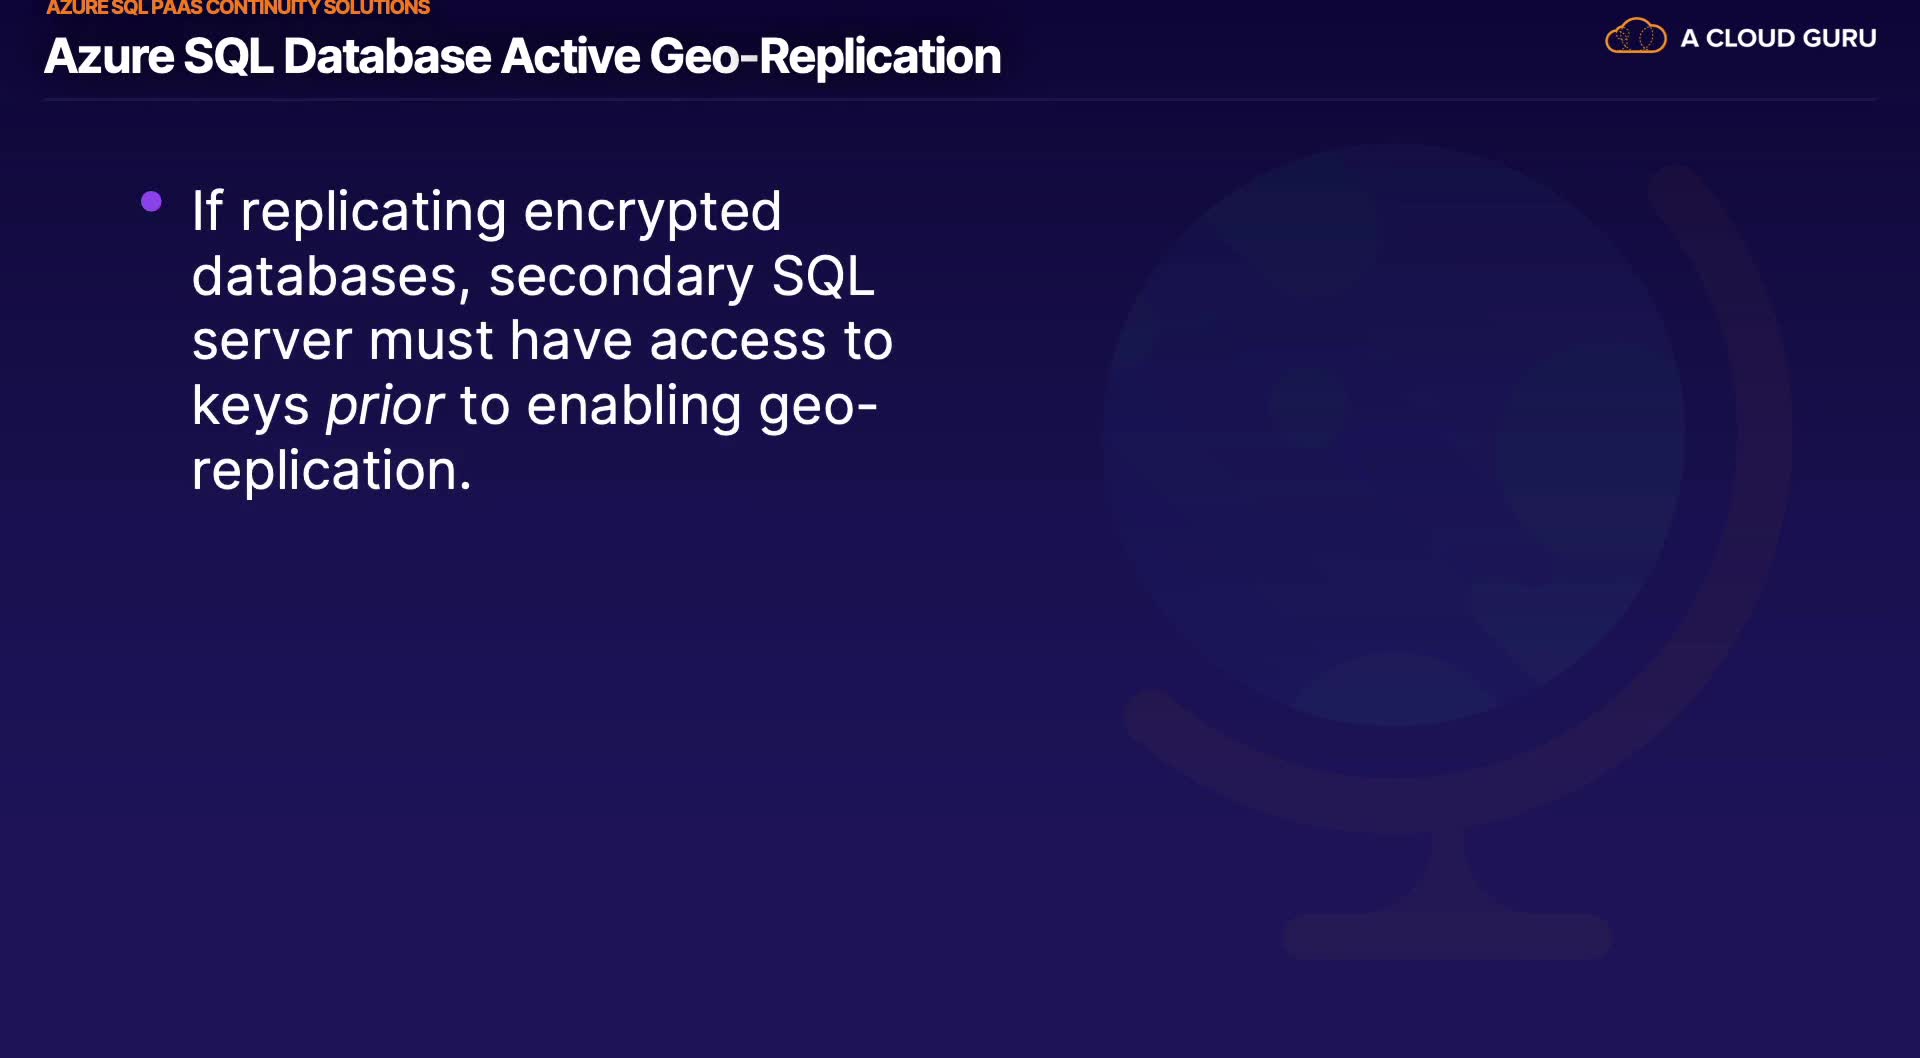 AZURE SQL PAAS CONTINUITY SOLUTIONS
Azure SQL Database Active Geo-Replication
A CLOUD GURU
If replicating encrypted
databases, secondary SQL
server must have access to
keys prior to enabling geo-
replication.